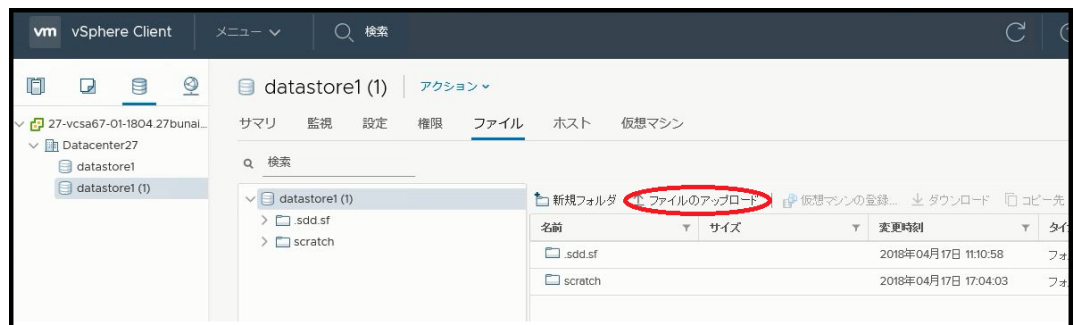 vm vSphere Client メニュー 検索
datastore1 (1) アクション
27-vcsa67-01-1804.27bunai...
Datacenter27
datastore1
datastore1 (1)
サマリ 監視 設定 権限 ファイル ホスト 仮想マシン
検索
datastore1 (1)
.sdd.sf
scratch
新規フォルダ ファイルのアップロード 仮想マシンの登録... ダウンロード コピー先
名前 サイズ 変更時刻
.sdd.sf 2018年04月17日 11:10:58
scratch 2018年04月17日 17:04:03